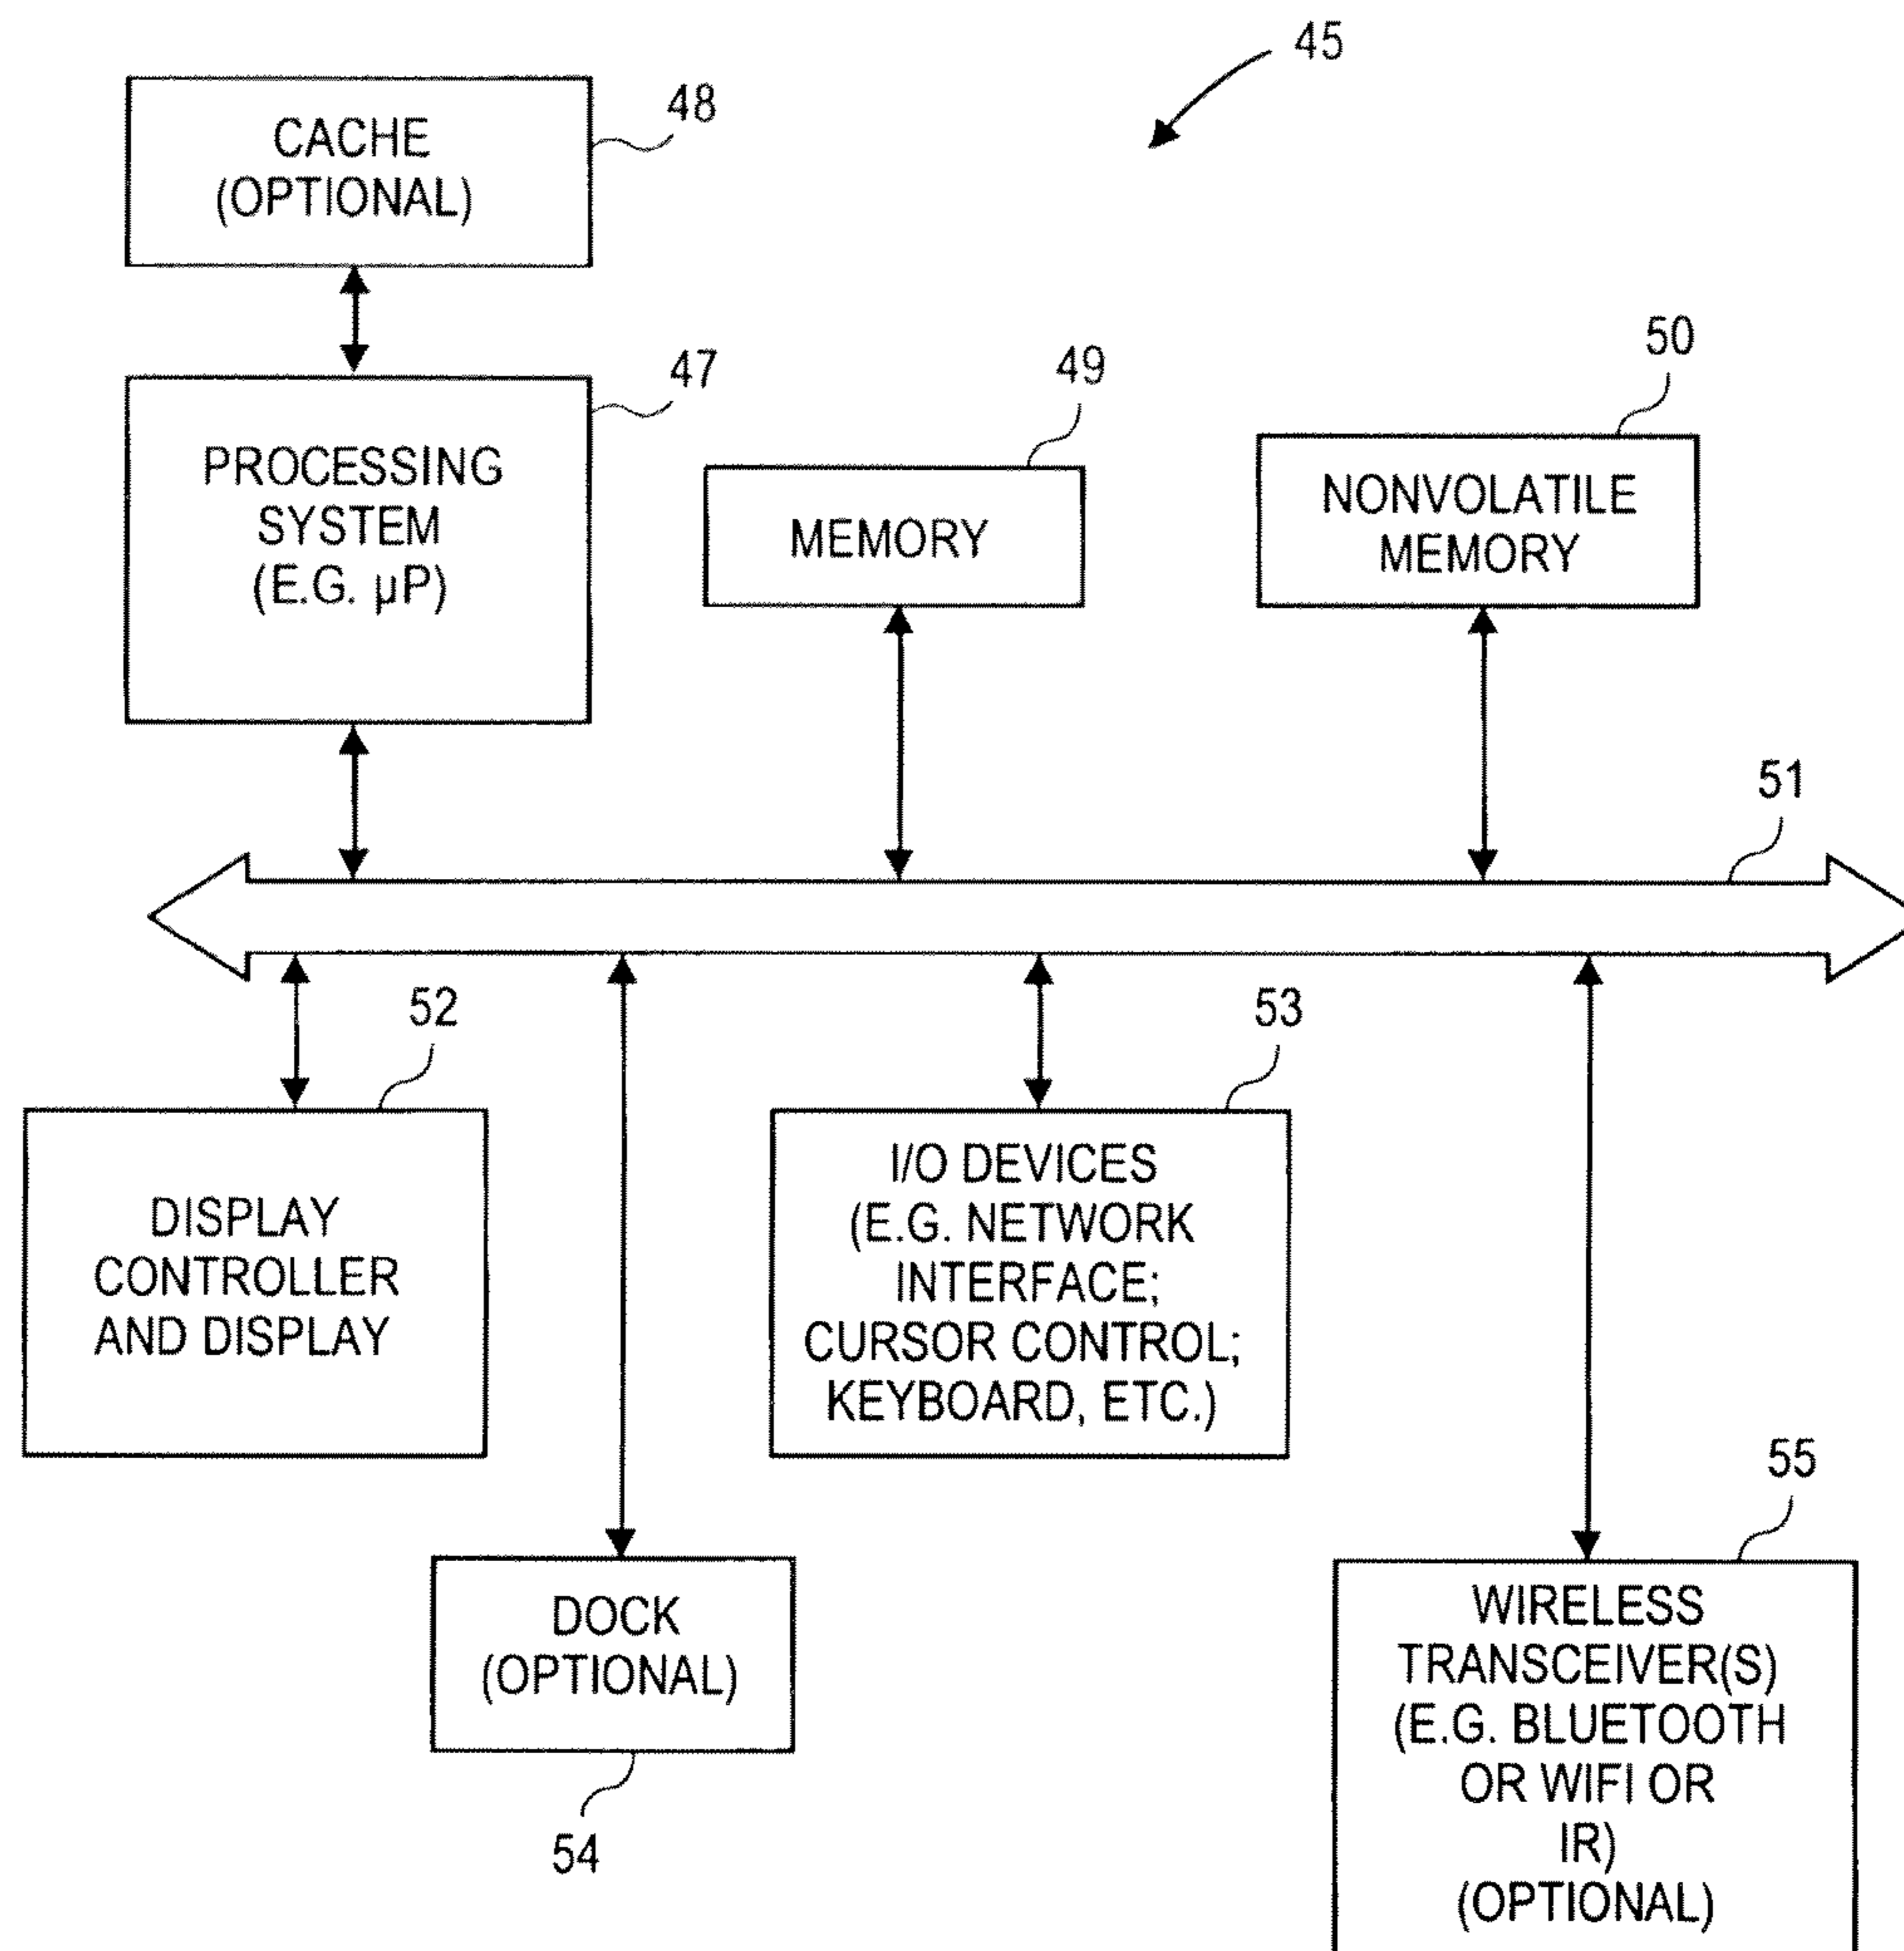 45
48
CACHE
(OPTIONAL)
47
PROCESSING
SYSTEM
(E.G. µP)
49
MEMORY
50
NONVOLATILE
MEMORY
51
52
DISPLAY
CONTROLLER
AND DISPLAY
53
I/O DEVICES
(E.G. NETWORK
INTERFACE;
CURSOR CONTROL;
KEYBOARD, ETC.)
DOCK
(OPTIONAL)
54
55
WIRELESS
TRANSCEIVER(S)
(E.G. BLUETOOTH
OR WIFI OR
IR)
(OPTIONAL)